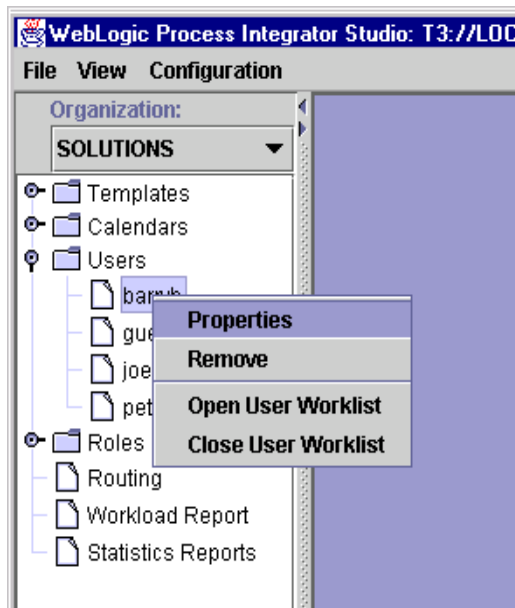 WebLogic Process Integrator Studio: T3://LOC
File View Configuration
Organization:
SOLUTIONS
Templates
Calendars
Users
Properties
Remove
Open User Worklist
Close User Worklist
Roles
Routing
Workload Report
Statistics Reports